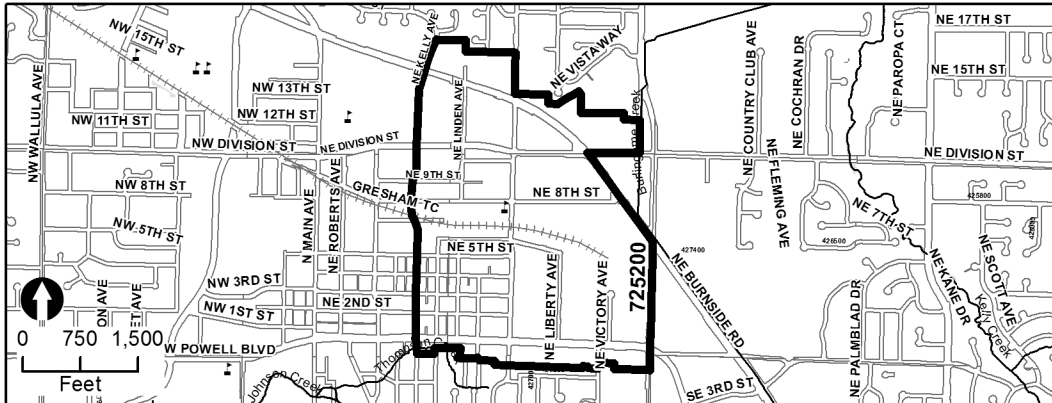 NW 15TH ST
NE KELLY AVE
NE VISTAWAY
NE 17TH ST
NE PAROPA CT
NE COCHRAN DR
NE COUNTRY CLUB AVE
NE 15TH ST
NW WALLULA AVE
NW 13TH ST
NW 12TH ST
NW 11TH ST
NE LINDEN AVE
NW DIVISION ST
NE DIVISION ST
NE DIVISION ST
NE FLEMING AVE
NE 9TH ST
NW 8TH ST
NE 8TH ST
GRESHAM TC
425800
NE 7TH ST
NW 5TH ST
N MAIN AVE
NE ROBERTS AVE
NE 5TH ST
427400
426500
725200
NE BURNSIDE RD
NE SCOTT AVE
NE KANE DR
Kelly Creek
NW 3RD ST
NE 2ND ST
NW 1ST ST
NE LIBERTY AVE
NE VICTORY AVE
NE PALMBLAD DR
0 750 1,500
Feet
W POWELL BLVD
Johnson Creek
SE 3RD ST